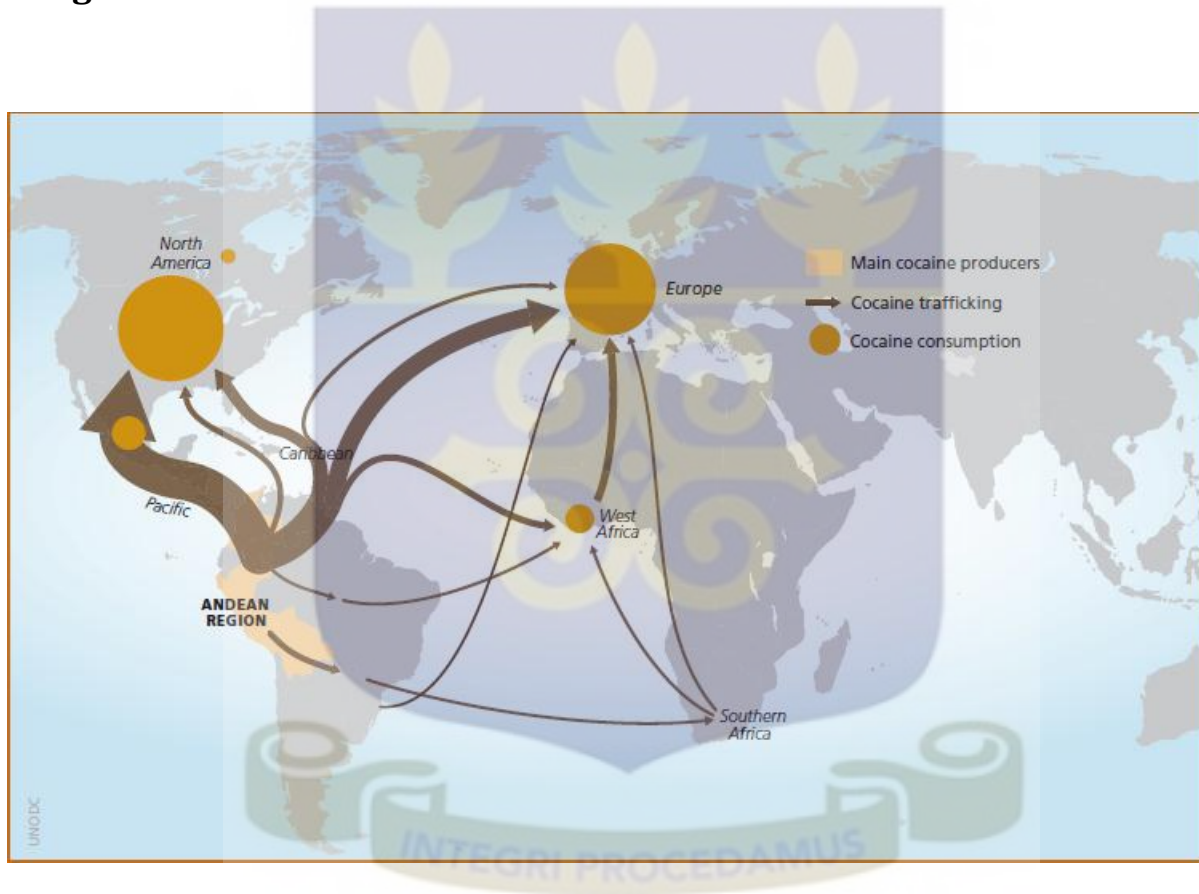 North
America
Europe
Main cocaine producers
Cocaine trafficking
Cocaine consumption
Caribbean
Pacific
West
Africa
ANDEAN
REGION
Southern
Africa
UNODC
INTEGRI PROCEDAMUS